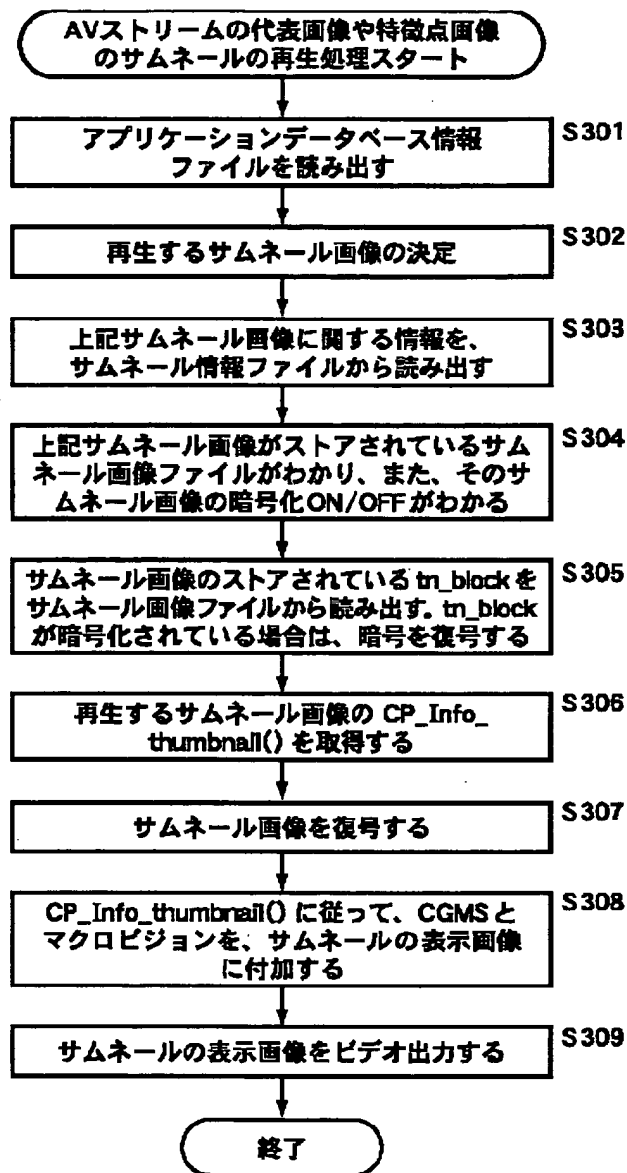 AVストリームの代表画像や特徴点画像
のサムネールの再生処理スタート
S301
アプリケーションデータベース情報
ファイルを読み出す
S302
再生するサムネール画像の決定
S303
上記サムネール画像に関する情報を、
サムネール情報ファイルから読み出す
S304
上記サムネール画像がストアされているサム
ネール画像ファイルがわかり、また、そのサ
ムネール画像の暗号化ON/OFFがわかる
S305
サムネール画像のストアされているtn_blockを
サムネール画像ファイルから読み出す。tn_block
が暗号化されている場合は、暗号を復号する
S306
再生するサムネール画像の CP_Info_
thumbnail() を取得する
S307
サムネール画像を復号する
S308
CP_Info_thumbnail() に従って、CGMSと
マクロビジョンを、サムネールの表示画像
に付加する
S309
サムネールの表示画像をビデオ出力する
終了